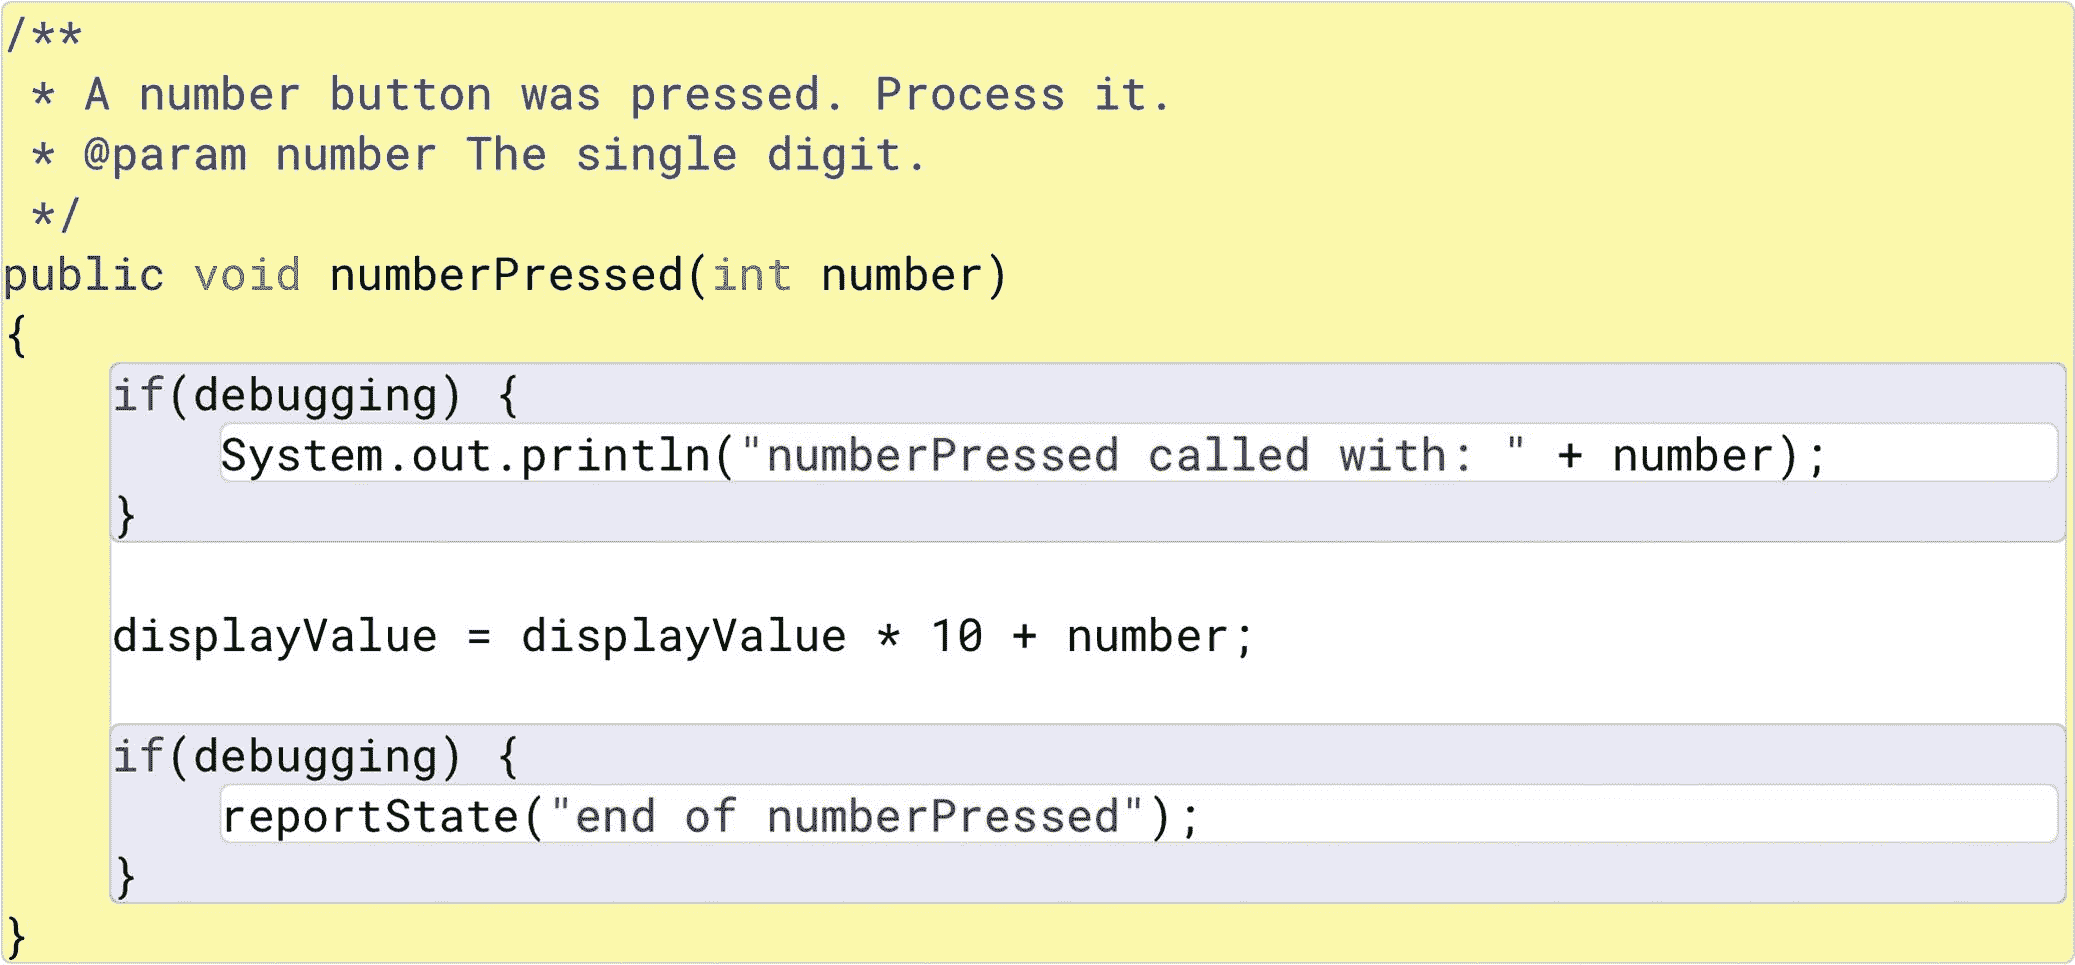 /**
 * A number button was pressed. Process it.
 * @param number The single digit.
 */
public void numberPressed(int number)
{
    if(debugging) {
        System.out.println("numberPressed called with: " + number);
    }
    displayValue = displayValue * 10 + number;
    if(debugging) {
        reportState("end of numberPressed");
    }
}